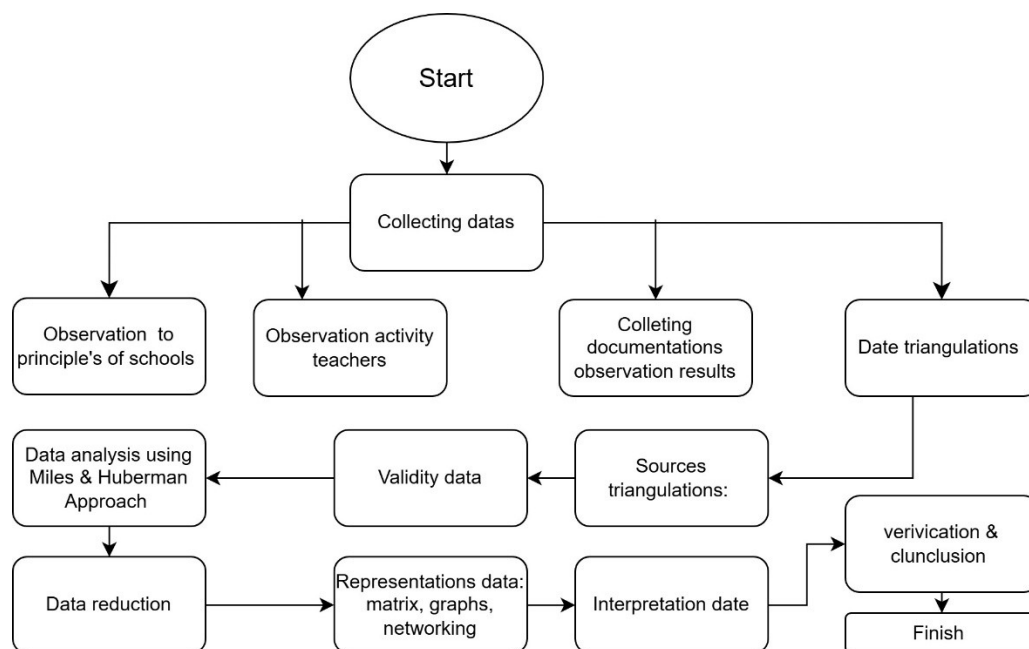 Start
Collecting datas
Observation  to
principle's of schools
Observation activity
teachers
Colleting
documentations
observation results
Date triangulations
Sources
triangulations:
Validity data
Data analysis using
Miles & Huberman
Approach
Data reduction
Representations data:
matrix, graphs,
networking
Interpretation date
verivication &
clunclusion
Finish